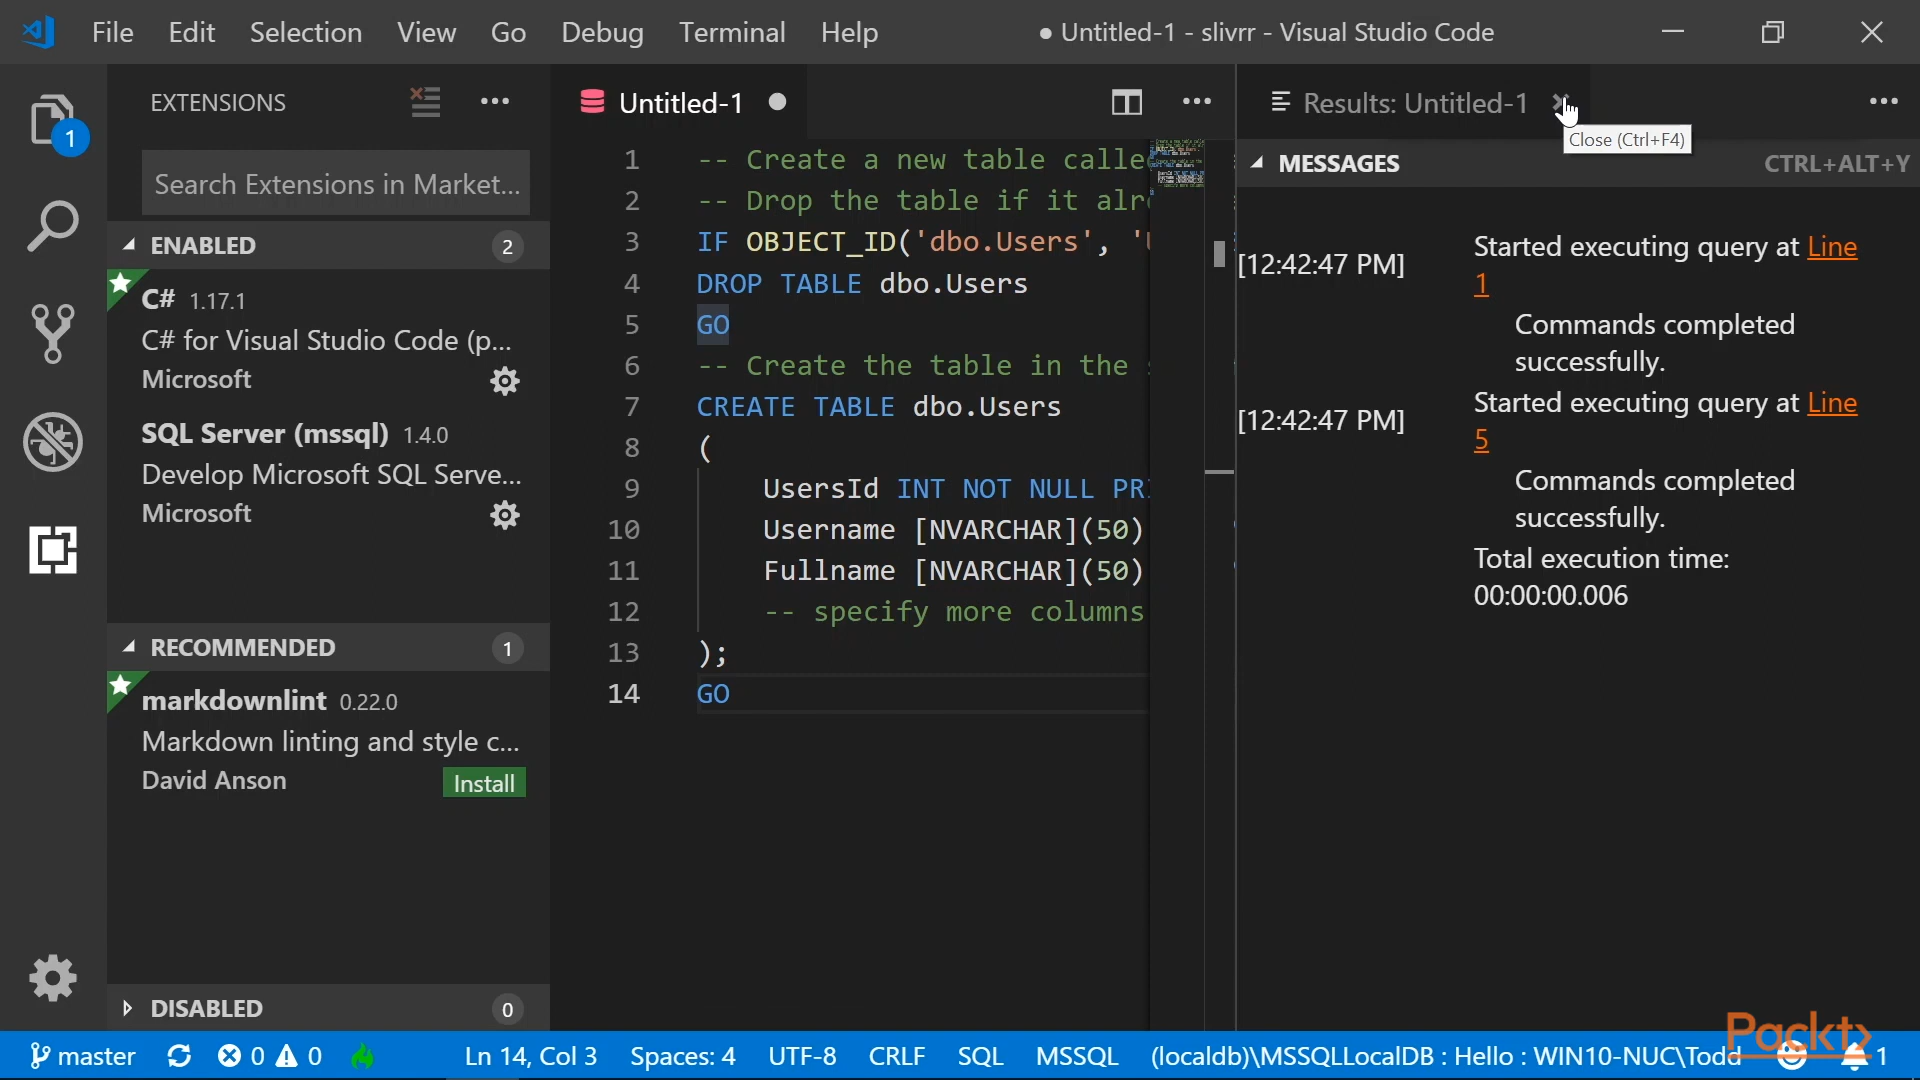 File Edit Selection View Go Debug Terminal Help
● Untitled-1 - slivrr - Visual Studio Code
1
EXTENSIONS
Search Extensions in Market...
ENABLED 2
C# 1.17.1
C# for Visual Studio Code (p...
Microsoft
SQL Server (mssql) 1.4.0
Develop Microsoft SQL Serve...
Microsoft
RECOMMENDED 1
markdownlint 0.22.0
Markdown linting and style c...
David Anson Install
DISABLED 0
Untitled-1
1 -- Create a new table calle
2 -- Drop the table if it alr
3 IF OBJECT_ID('dbo.Users', 'U
4 DROP TABLE dbo.Users
5 GO
6 -- Create the table in the
7 CREATE TABLE dbo.Users
8 (
9 UsersId INT NOT NULL PRI
10 Username [NVARCHAR](50)
11 Fullname [NVARCHAR](50)
12 -- specify more columns
13 );
14 GO
Results: Untitled-1
Close (Ctrl+F4)
MESSAGES CTRL+ALT+Y
[12:42:47 PM] Started executing query at Line
1
Commands completed
successfully.
[12:42:47 PM] Started executing query at Line
5
Commands completed
successfully.
Total execution time:
00:00:00.006
Packt>
master 0 0 Ln 14, Col 3 Spaces: 4 UTF-8 CRLF SQL MSSQL (localdb)\MSSQLLocalDB : Hello : WIN10-NUC\Todd 1